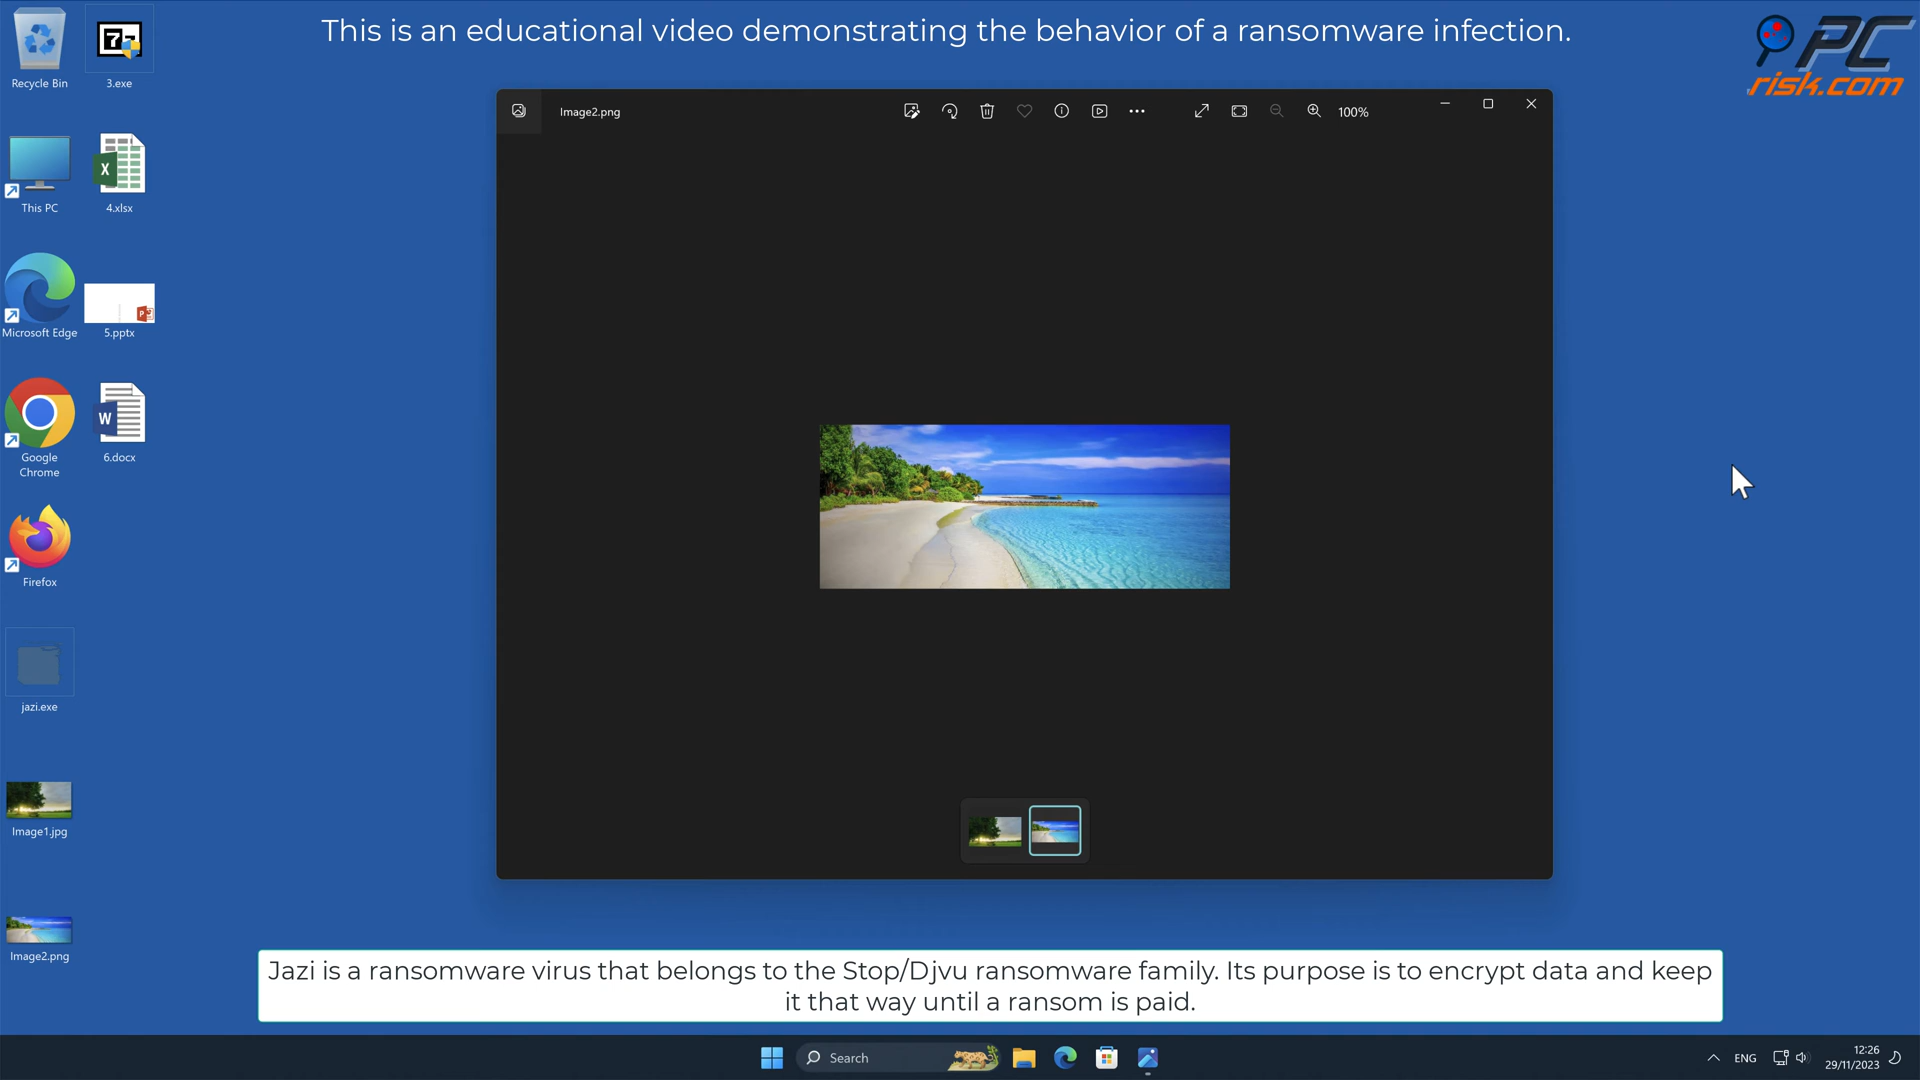 This is an educational video demonstrating the behavior of a ransomware infection.
PC
risk.com
Recycle Bin
3.exe
Image2.png
100%
This PC
4.xlsx
Microsoft Edge
5.pptx
Google
Chrome
6.docx
Firefox
jazi.exe
Image1.jpg
Image2.png
Jazi is a ransomware virus that belongs to the Stop/Djvu ransomware family. Its purpose is to encrypt data and keep
it that way until a ransom is paid.
Search
ENG
12:26
29/11/2023